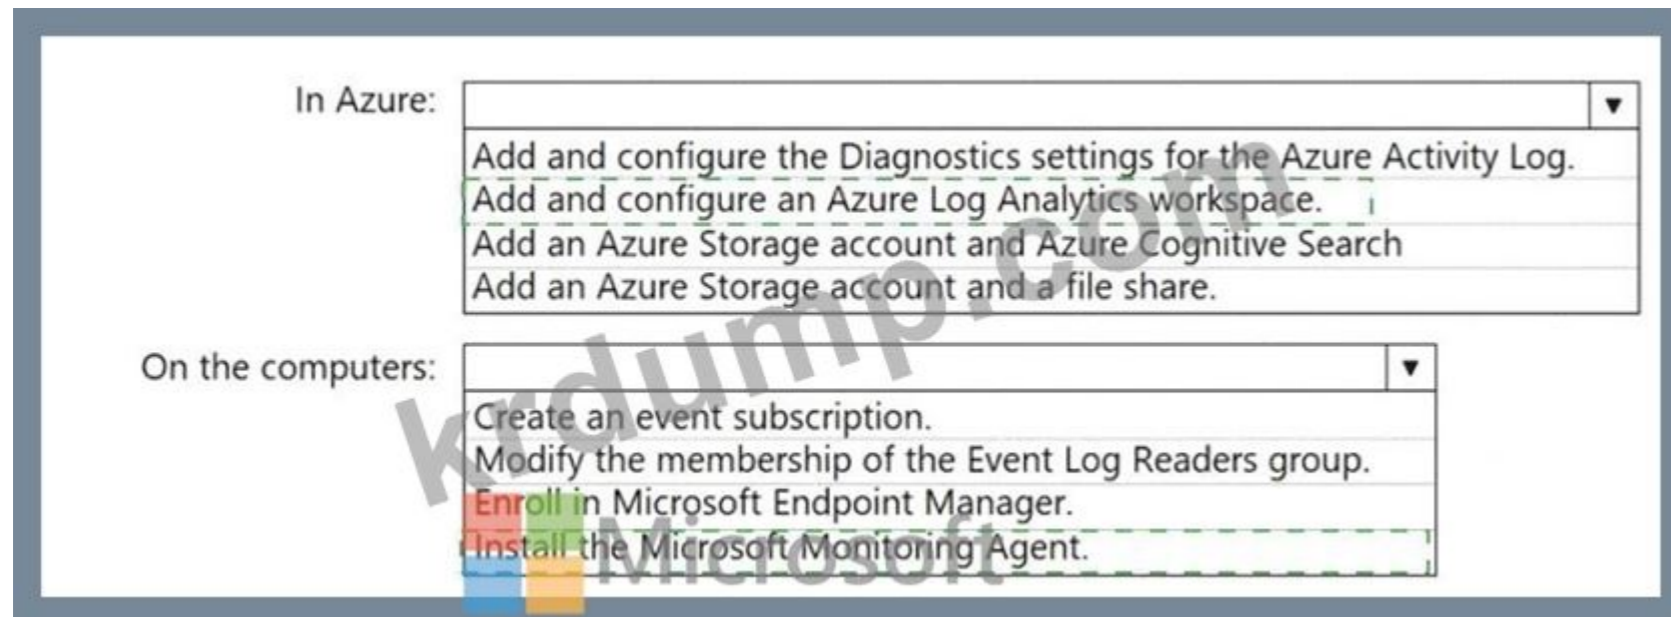 In Azure:
Add and configure the Diagnostics settings for the Azure Activity Log.
Add and configure an Azure Log Analytics workspace.
Add an Azure Storage account and Azure Cognitive Search
Add an Azure Storage account and a file share.
On the computers:
Create an event subscription.
Modify the membership of the Event Log Readers group.
Enroll in Microsoft Endpoint Manager.
Install the Microsoft Monitoring Agent.
krdump.com
Microsoft